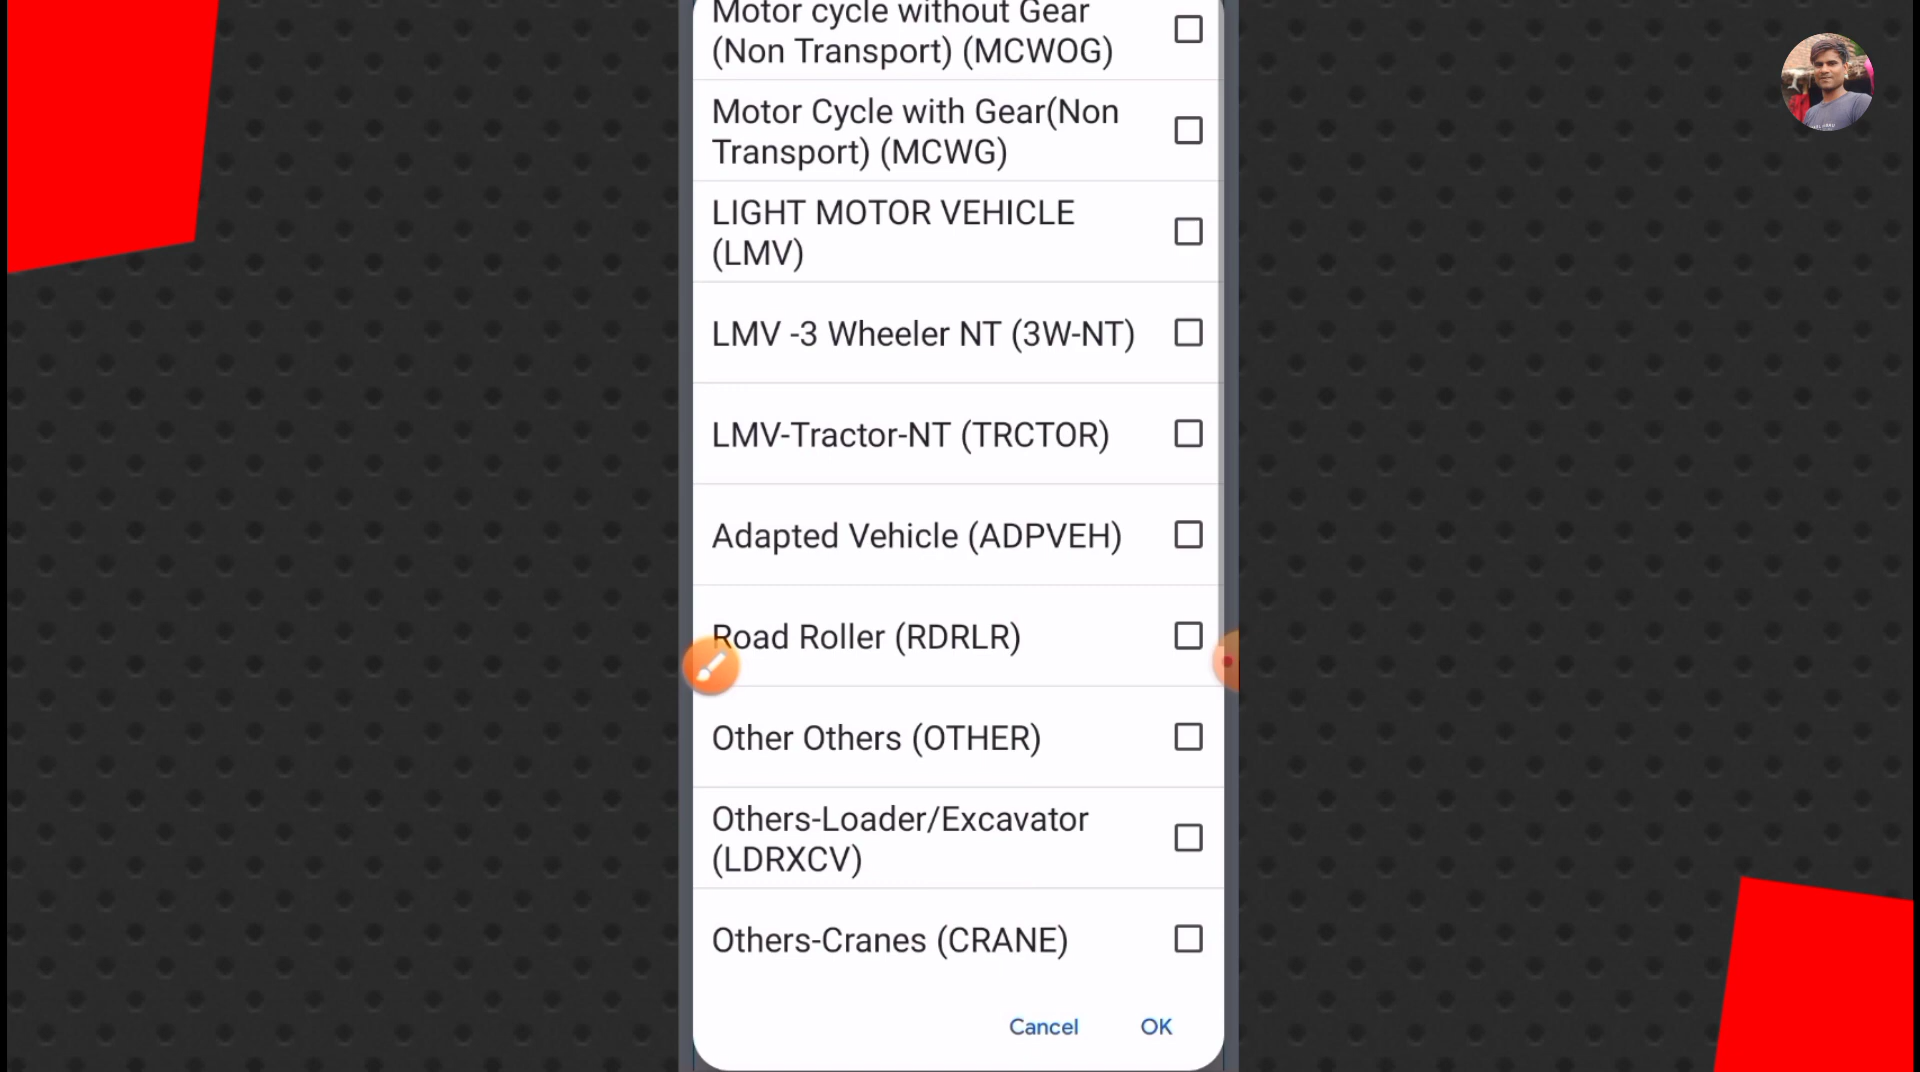 Motor cycle without Gear
(Non Transport) (MCWOG)
Motor Cycle with Gear(Non
Transport) (MCWG)
LIGHT MOTOR VEHICLE
(LMV)
LMV -3 Wheeler NT (3W-NT)
LMV-Tractor-NT (TRCTOR)
Adapted Vehicle (ADPVEH)
Road Roller (RDRLR)
Other Others (OTHER)
Others-Loader/Excavator
(LDRXCV)
Others-Cranes (CRANE)
Cancel OK